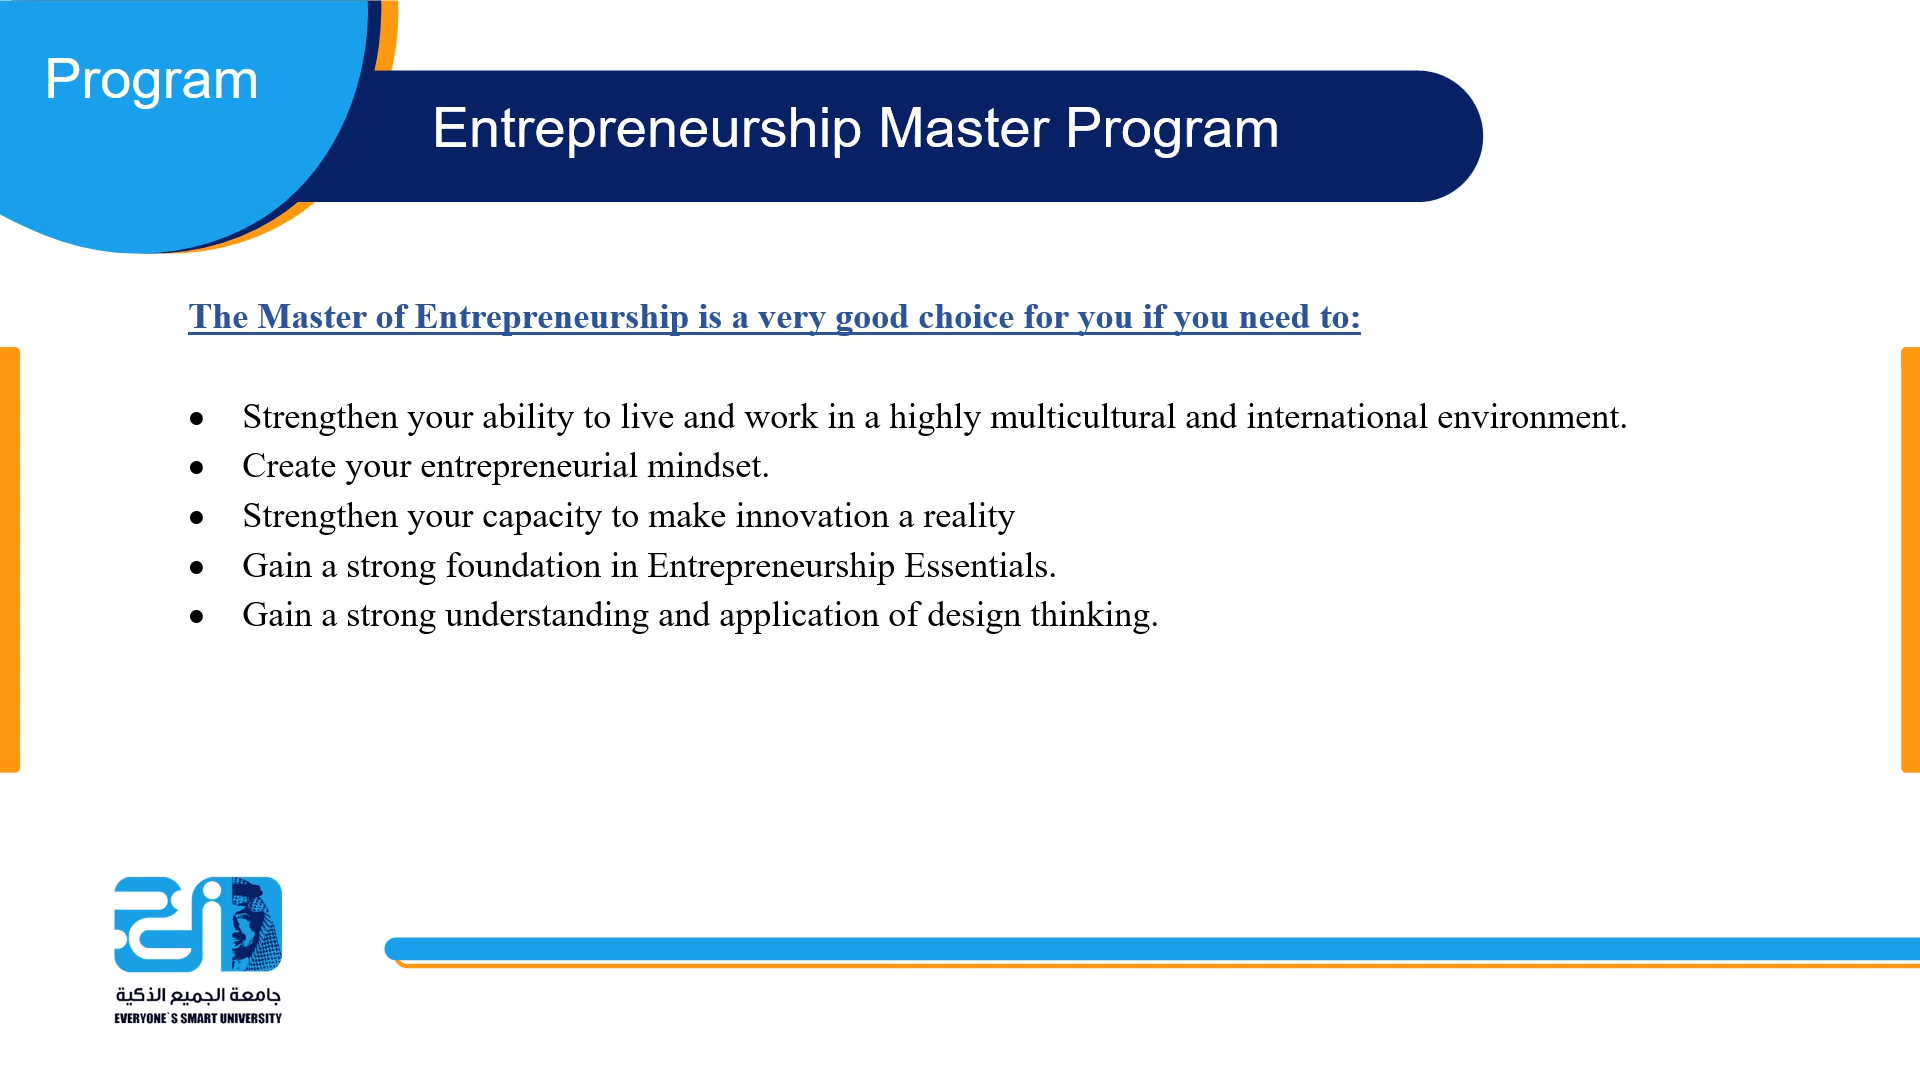 Program
Entrepreneurship Master Program
The Master of Entrepreneurship is a very good choice for you if you need to:
• Strengthen your ability to live and work in a highly multicultural and international environment.
• Create your entrepreneurial mindset.
• Strengthen your capacity to make innovation a reality
• Gain a strong foundation in Entrepreneurship Essentials.
• Gain a strong understanding and application of design thinking.
جامعة الجميع الذكية
EVERYONE`S SMART UNIVERSITY